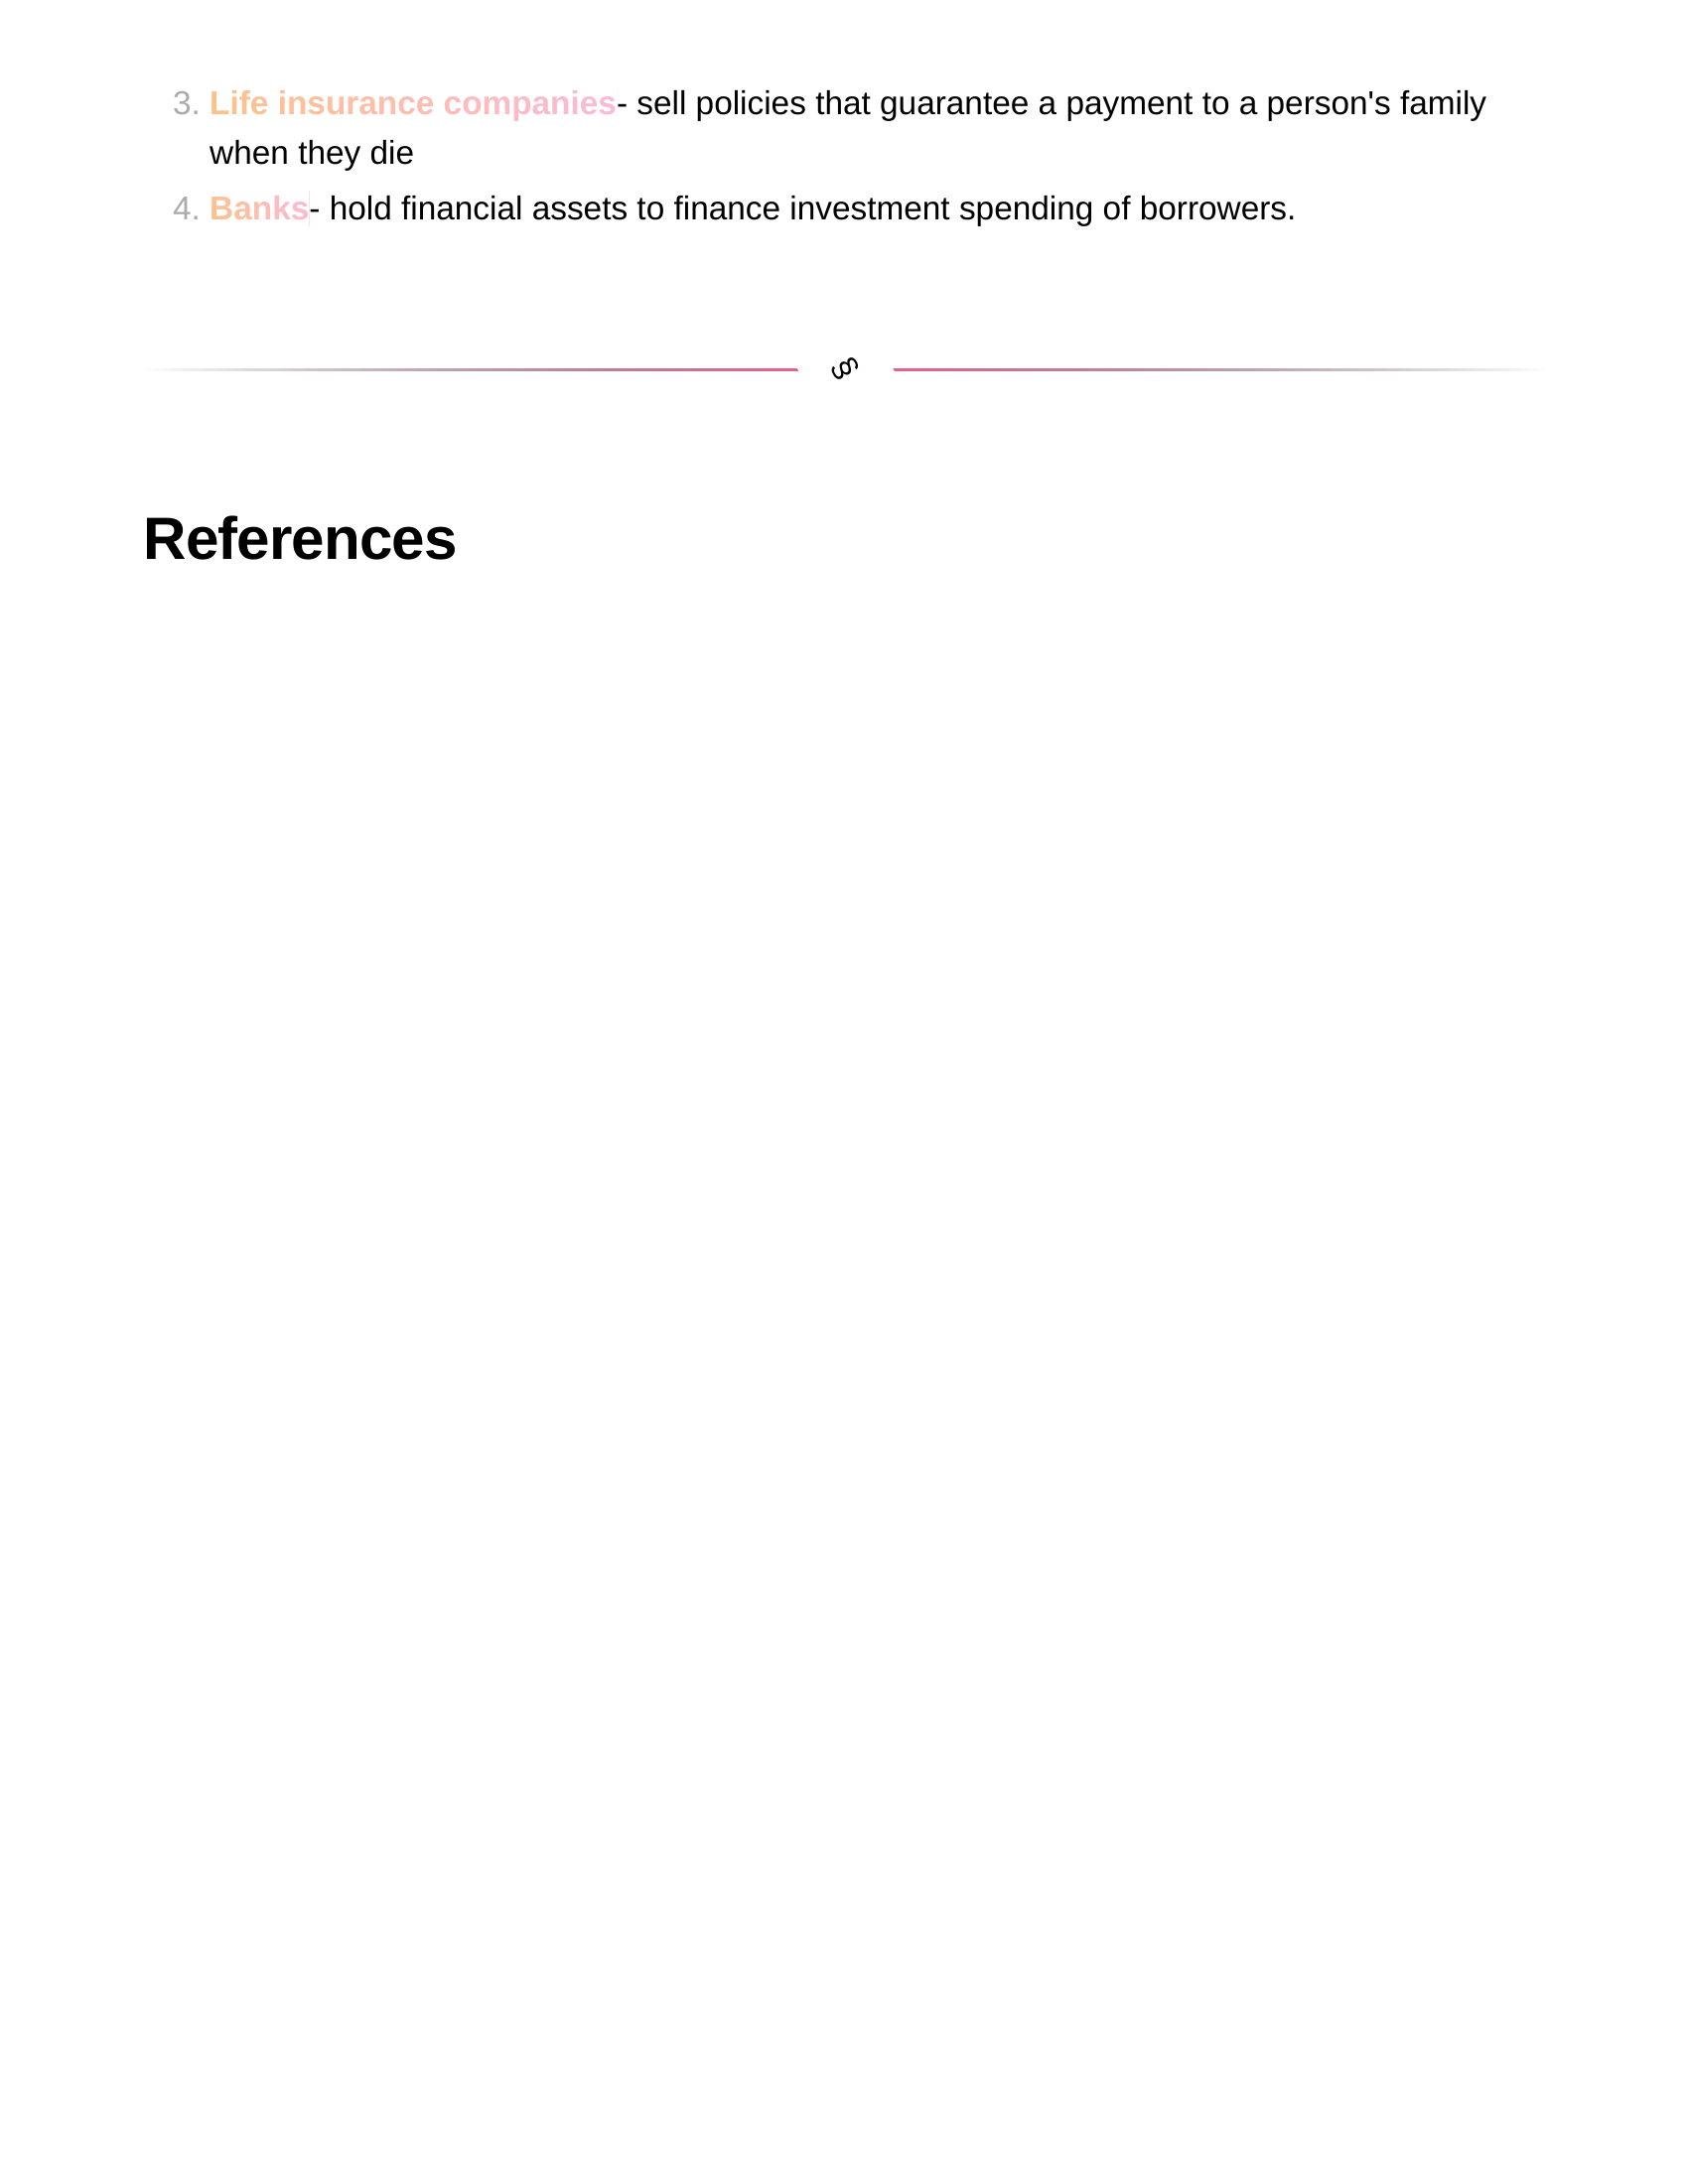 3. Life insurance companies- sell policies that guarantee a payment to a person's family
when they die
4. Banks- hold financial assets to finance investment spending of borrowers.
§
References